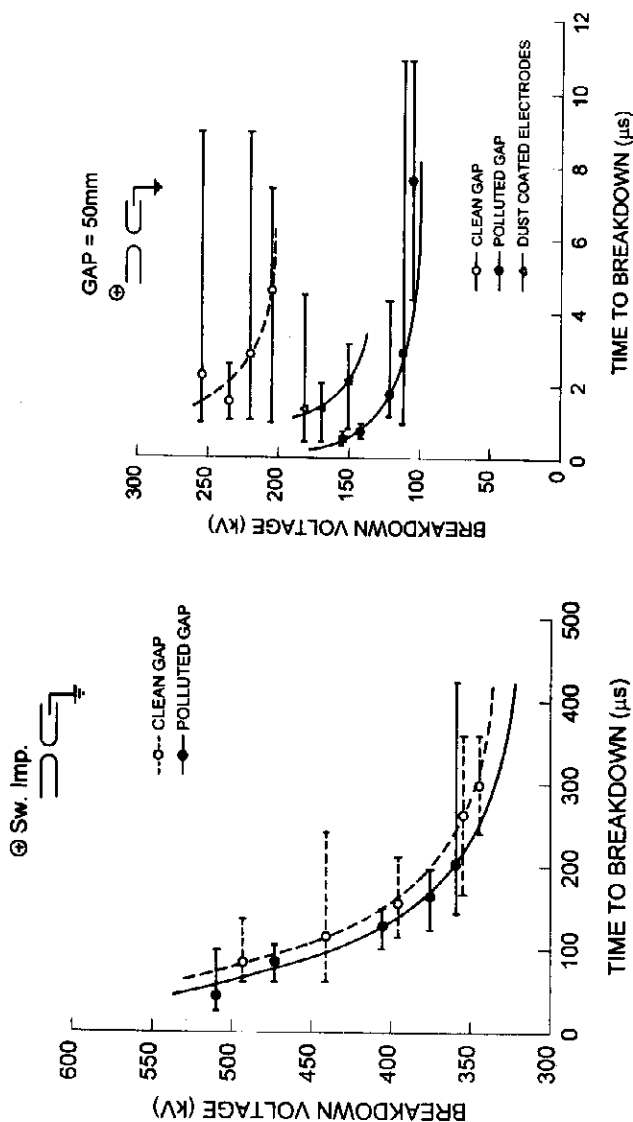 ⊕ Sw. Imp.
CLEAN GAP
POLLUTED GAP
BREAKDOWN VOLTAGE (kV)
600
550
500
450
400
350
300
0
100
200
300
400
500
TIME TO BREAKDOWN (μs)
GAP = 50mm
⊕
BREAKDOWN VOLTAGE (kV)
300
250
200
150
100
50
0
0
2
4
6
8
10
12
CLEAN GAP
POLLUTED GAP
DUST COATED ELECTRODES
TIME TO BREAKDOWN (μs)